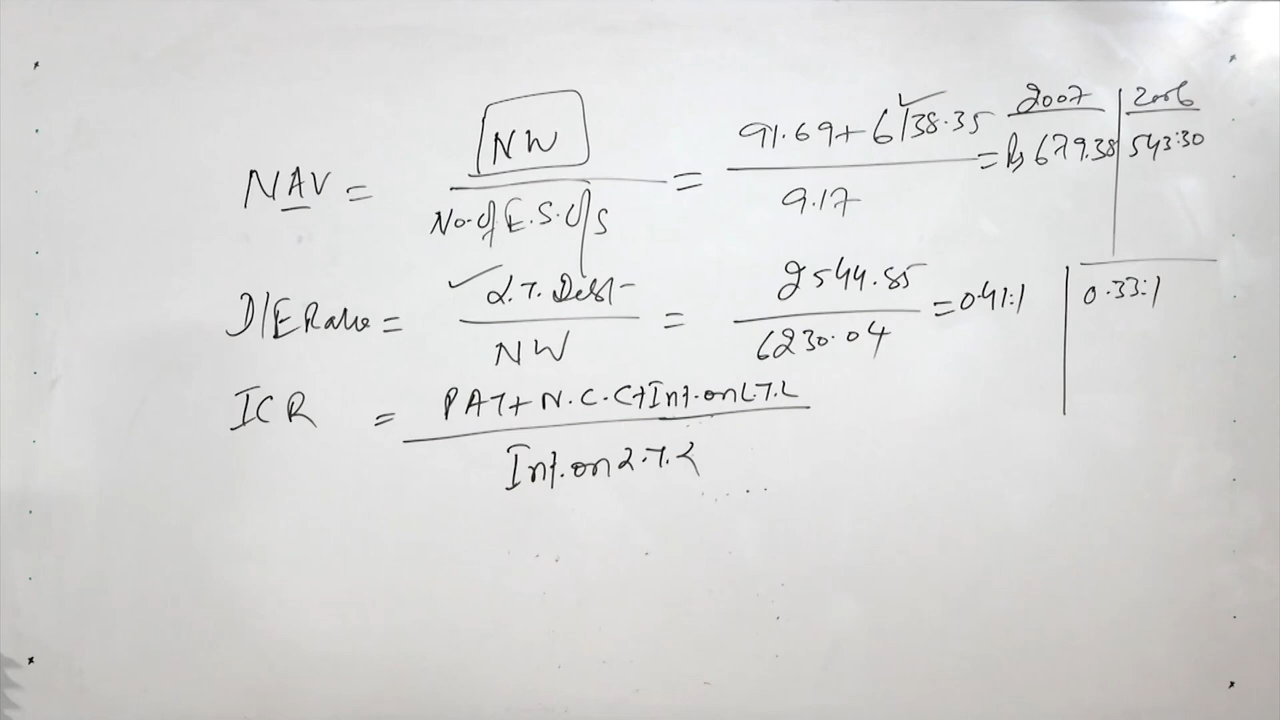 NAV = NW / No. of E. S. o/s = 91.69 + 6138.35 / 9.17 = Rs 679.38 543.30
2007 2006
D/E Ratio = L.T. Debt / NW = 2544.85 / 6230.04 = 0.41:1 0.33:1
ICR = PAT + N.C.C + Int. on L.T.L / Int. on L.T.L